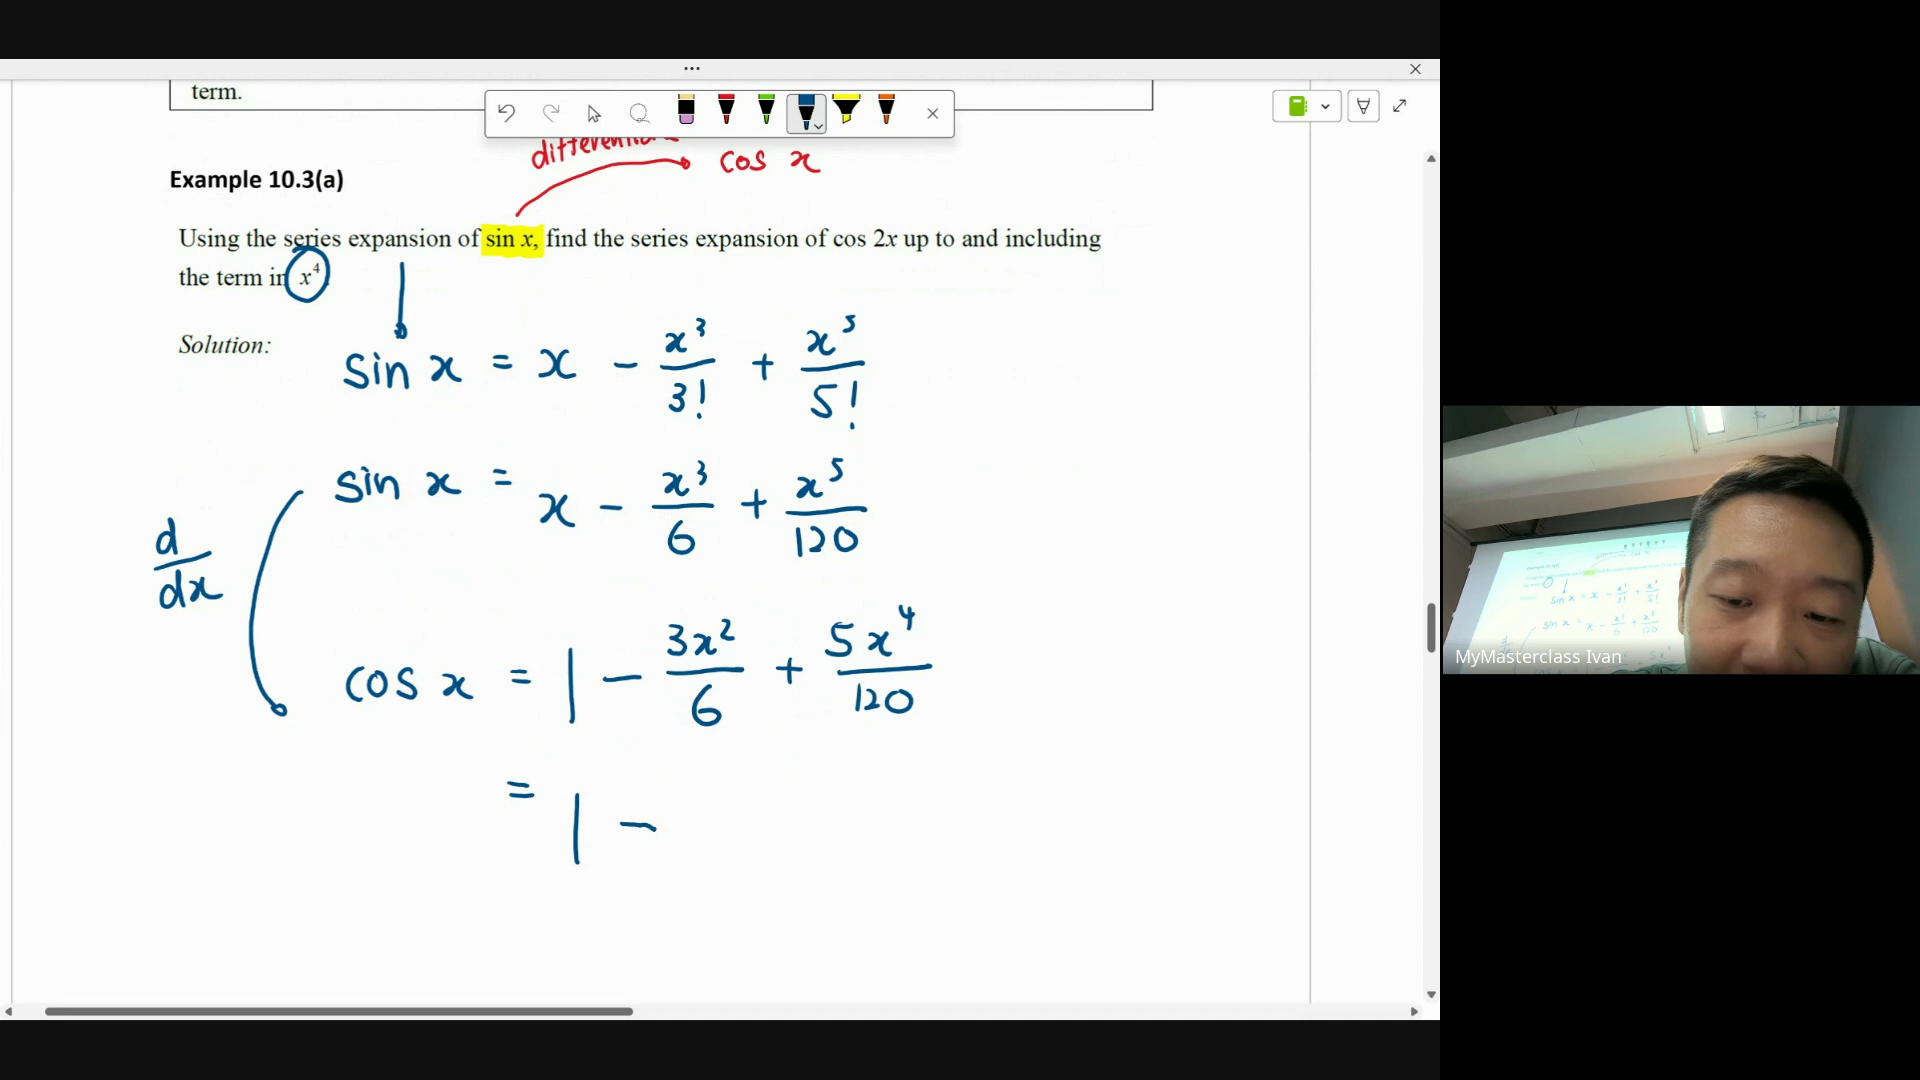 term.
cos x
Example 10.3(a)
Using the series expansion of sin x, find the series expansion of cos 2x up to and including
the term in x⁴
Solution:
sin x = x - x³/3! + x⁵/5!
sin x = x - x³/6 + x⁵/120
d/dx
cos x = 1 - 3x²/6 + 5x⁴/120
= 1 -
MyMasterclass Ivan